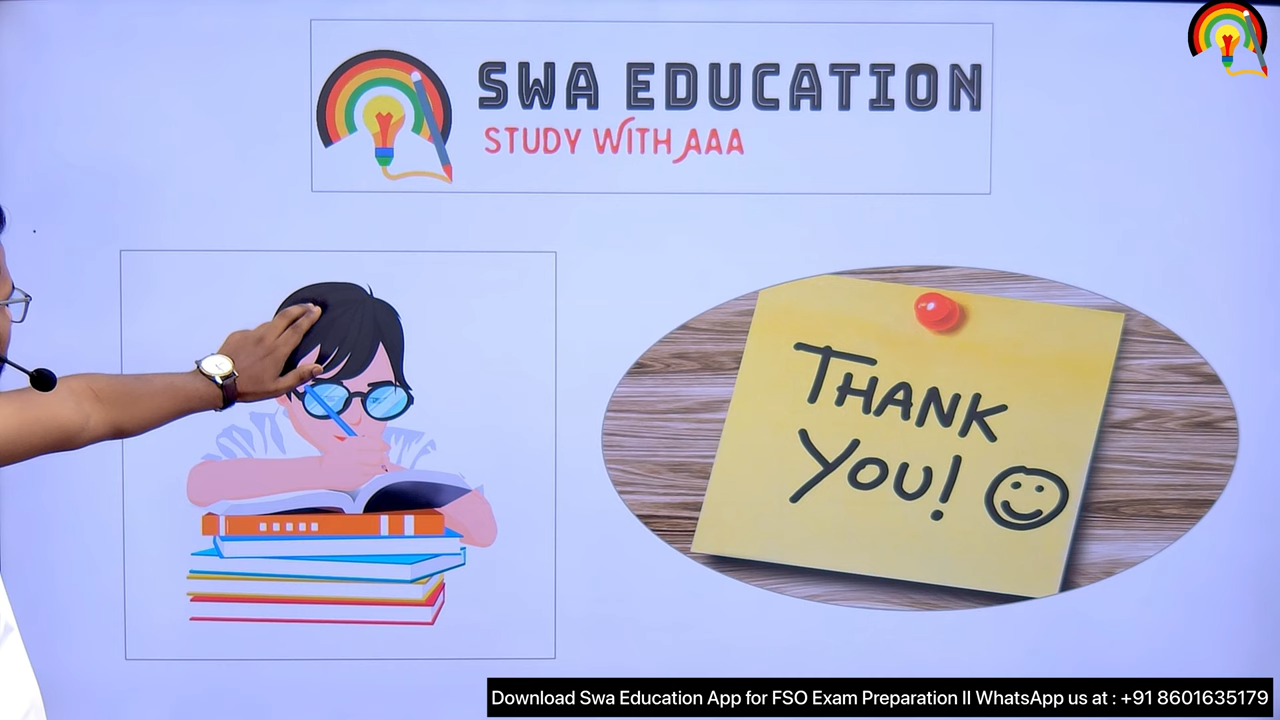 SWA EDUCATION
STUDY WITH AAA
THANK
YOU!
Download Swa Education App for FSO Exam Preparation II WhatsApp us at : +91 8601635179